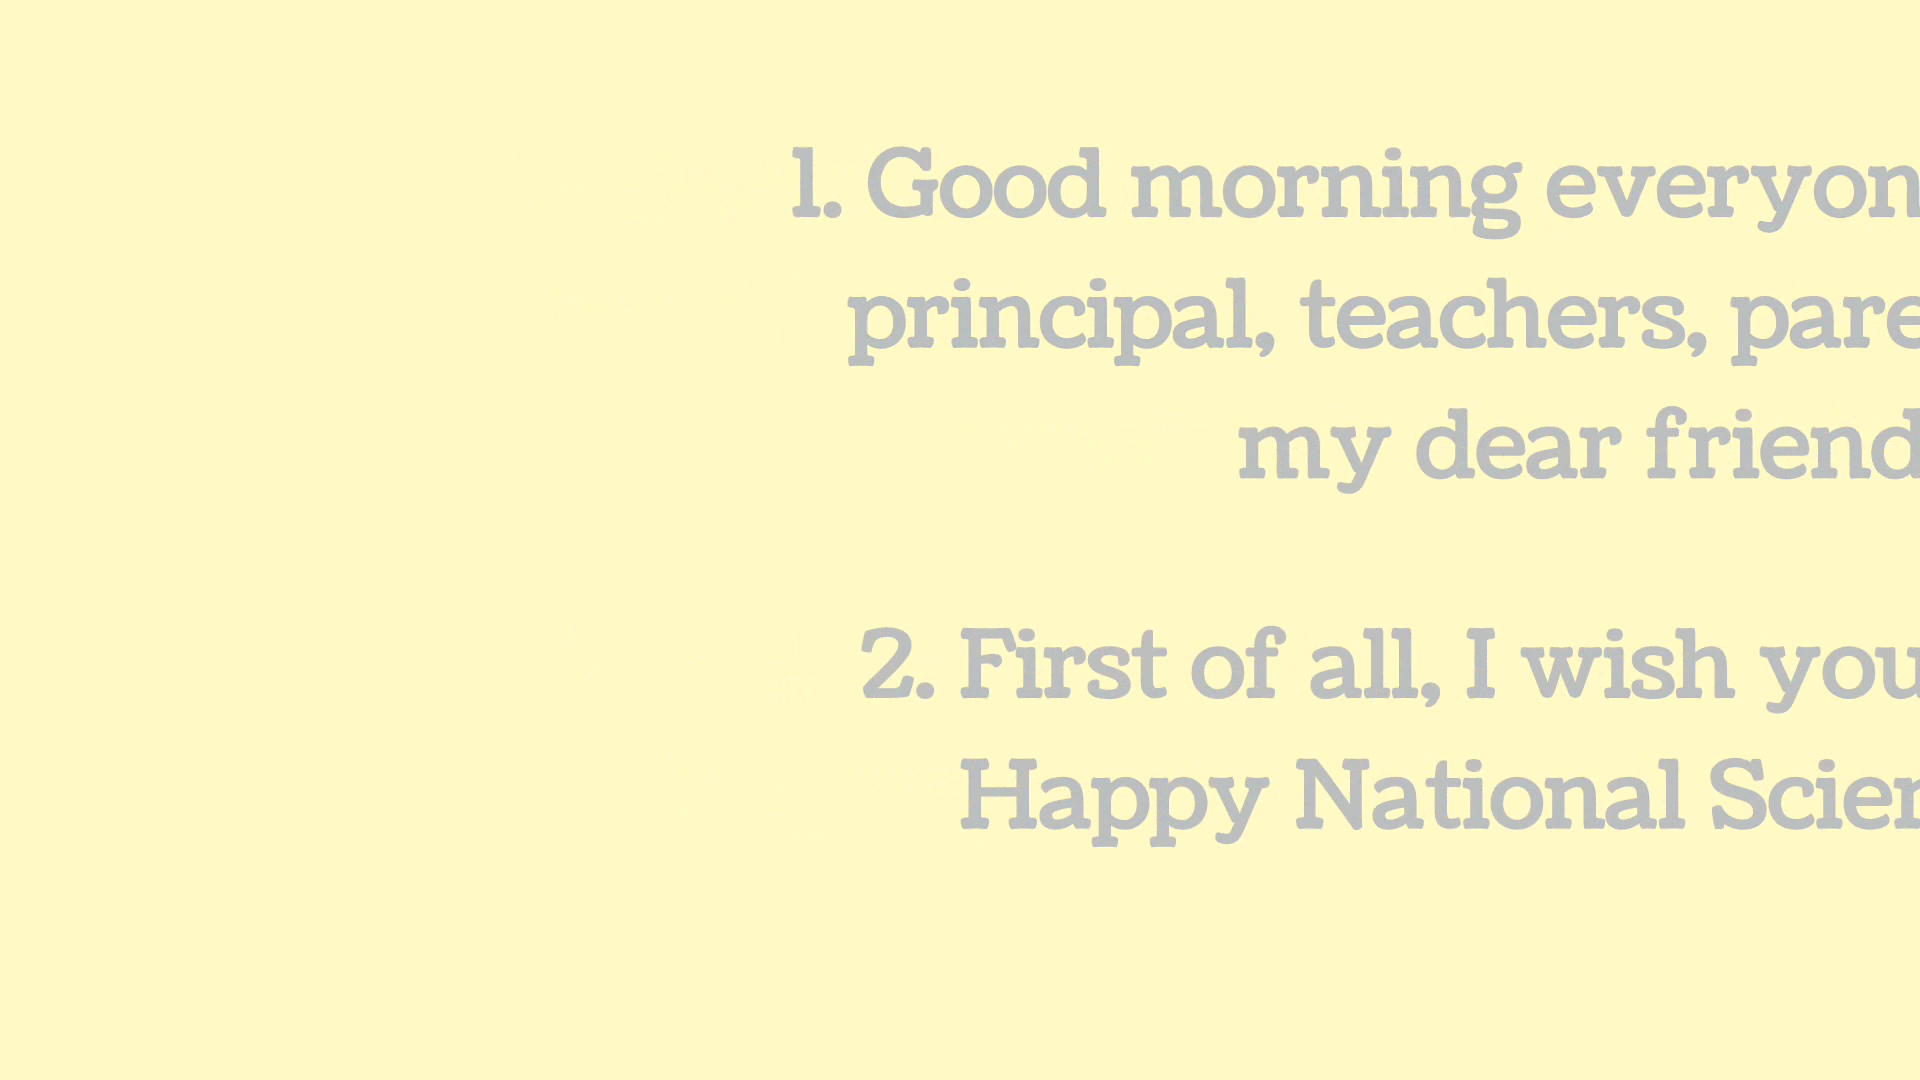 1. Good morning everyon
principal, teachers, pare
my dear friend
2. First of all, I wish you
Happy National Scien